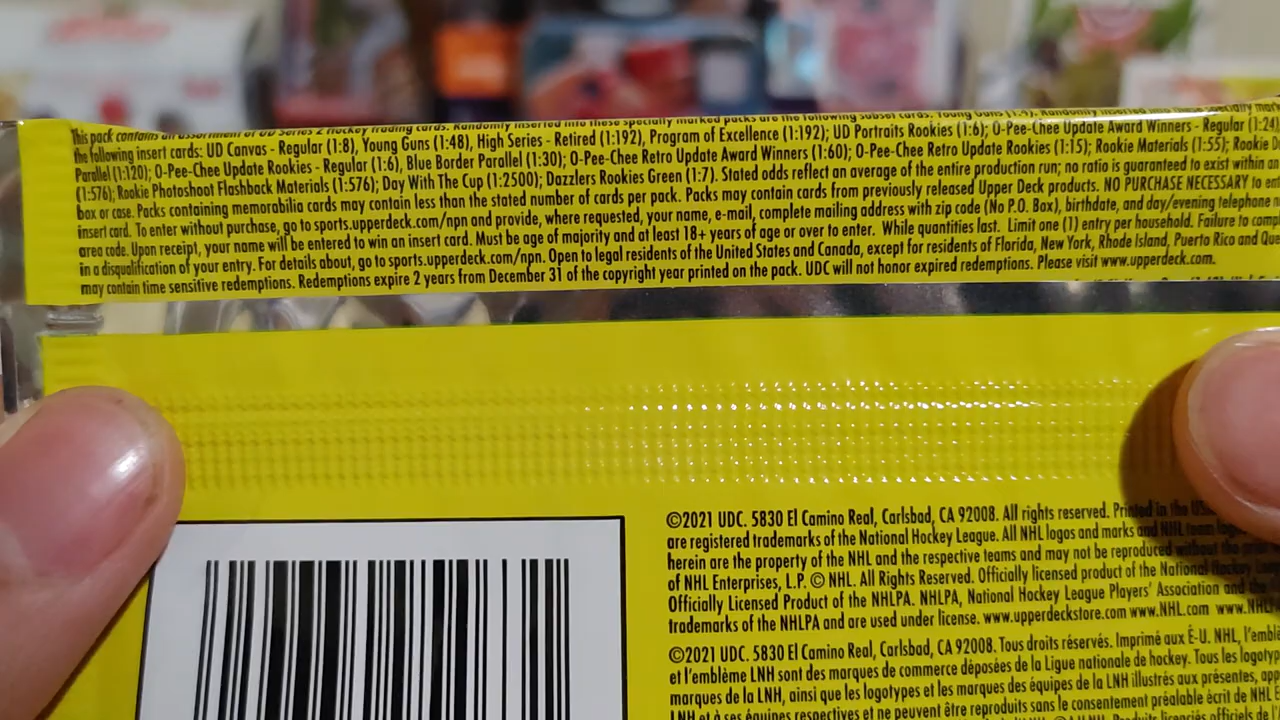 This pack contains an assortment of UD Series 2 Hockey trading cards. Randomly inserted into these specially marked packs are the following subset cards: Young Guns Randomly inserted into these specially
the following insert cards: UD Canvas - Regular (1:8), Young Guns (1:48), High Series - Retired (1:192), Program of Excellence (1:192); UD Portraits Rookies (1:6); O-Pee-Chee Update Award Winners - Regular (1:24)
Parallel (1:120); O-Pee-Chee Update Rookies - Regular (1:6), Blue Border Parallel (1:30); O-Pee-Chee Retro Update Award Winners (1:60); O-Pee-Chee Retro Update Rookies (1:15); Rookie Materials (1:55); Rookie
(1:576); Rookie Photoshoot Flashback Materials (1:576); Day With The Cup (1:2500); Dazzlers Rookies Green (1:7). Stated odds reflect an average of the entire production run; no ratio is guaranteed to exist within
box or case. Packs containing memorabilia cards may contain less than the stated number of cards per pack. Packs may contain cards from previously released Upper Deck products. NO PURCHASE NECESSARY to
insert card. To enter without purchase, go to sports.upperdeck.com/npn and provide, where requested, your name, e-mail, complete mailing address with zip code (No P.O. Box), birthdate, and day/evening telephone
area code. Upon receipt, your name will be entered to win an insert card. Must be age of majority and at least 18+ years of age or over to enter. While quantities last. Limit one (1) entry per household. Failure to
in a disqualification of your entry. For details about, go to sports.upperdeck.com/npn. Open to legal residents of the United States and Canada, except for residents of Florida, New York, Rhode Island, Puerto Rico and
may contain time sensitive redemptions. Redemptions expire 2 years from December 31 of the copyright year printed on the pack. UDC will not honor expired redemptions. Please visit www.upperdeck.com.
©2021 UDC. 5830 El Camino Real, Carlsbad, CA 92008. All rights reserved. Printed in the
are registered trademarks of the National Hockey League. All NHL logos and marks and NHL team
herein are the property of the NHL and the respective teams and may not be reproduced without the
of NHL Enterprises, L.P. © NHL. All Rights Reserved. Officially licensed product of the National Hockey
Officially Licensed Product of the NHLPA. NHLPA, National Hockey League Players' Association and the
trademarks of the NHLPA and are used under license. www.upperdeckstore.com www.NHL.com
©2021 UDC. 5830 El Camino Real, Carlsbad, CA 92008. Tous droits réservés. Imprimé aux É-U. NHL,
et l'emblème LNH sont des marques de commerce déposées de la Ligue nationale de hockey. Tous les
marques de la LNH, ainsi que les logotypes et les marques des équipes de la LNH illustrés aux présentes,
LNH et à ses équipes respectives et ne peuvent être reproduits sans le consentement préalable écrit de NHL